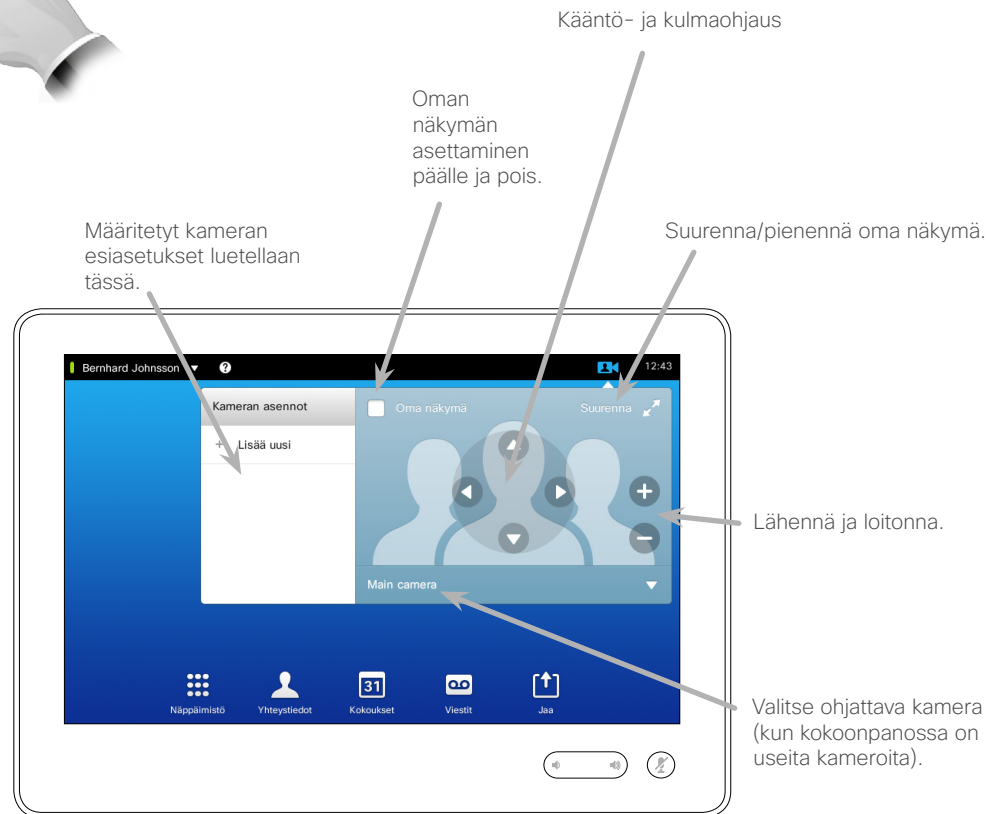 Kääntö- ja kulmaohjaus
Oman
näkymän
asettaminen
päälle ja pois.
Määritetyt kameran
esiasetukset luetellaan
tässä.
Suurenna/pienennä oma näkymä.
Bernhard Johnsson
?
12:43
Kameran asennot
Oma näkymä
Suurenna
+ Lisää uusi
Lähennä ja loitonna.
Main camera
31
Näppäimistö
Yhteystiedot
Kokoukset
Viestit
Jaa
Valitse ohjattava kamera
(kun kokoonpanossa on
useita kameroita).